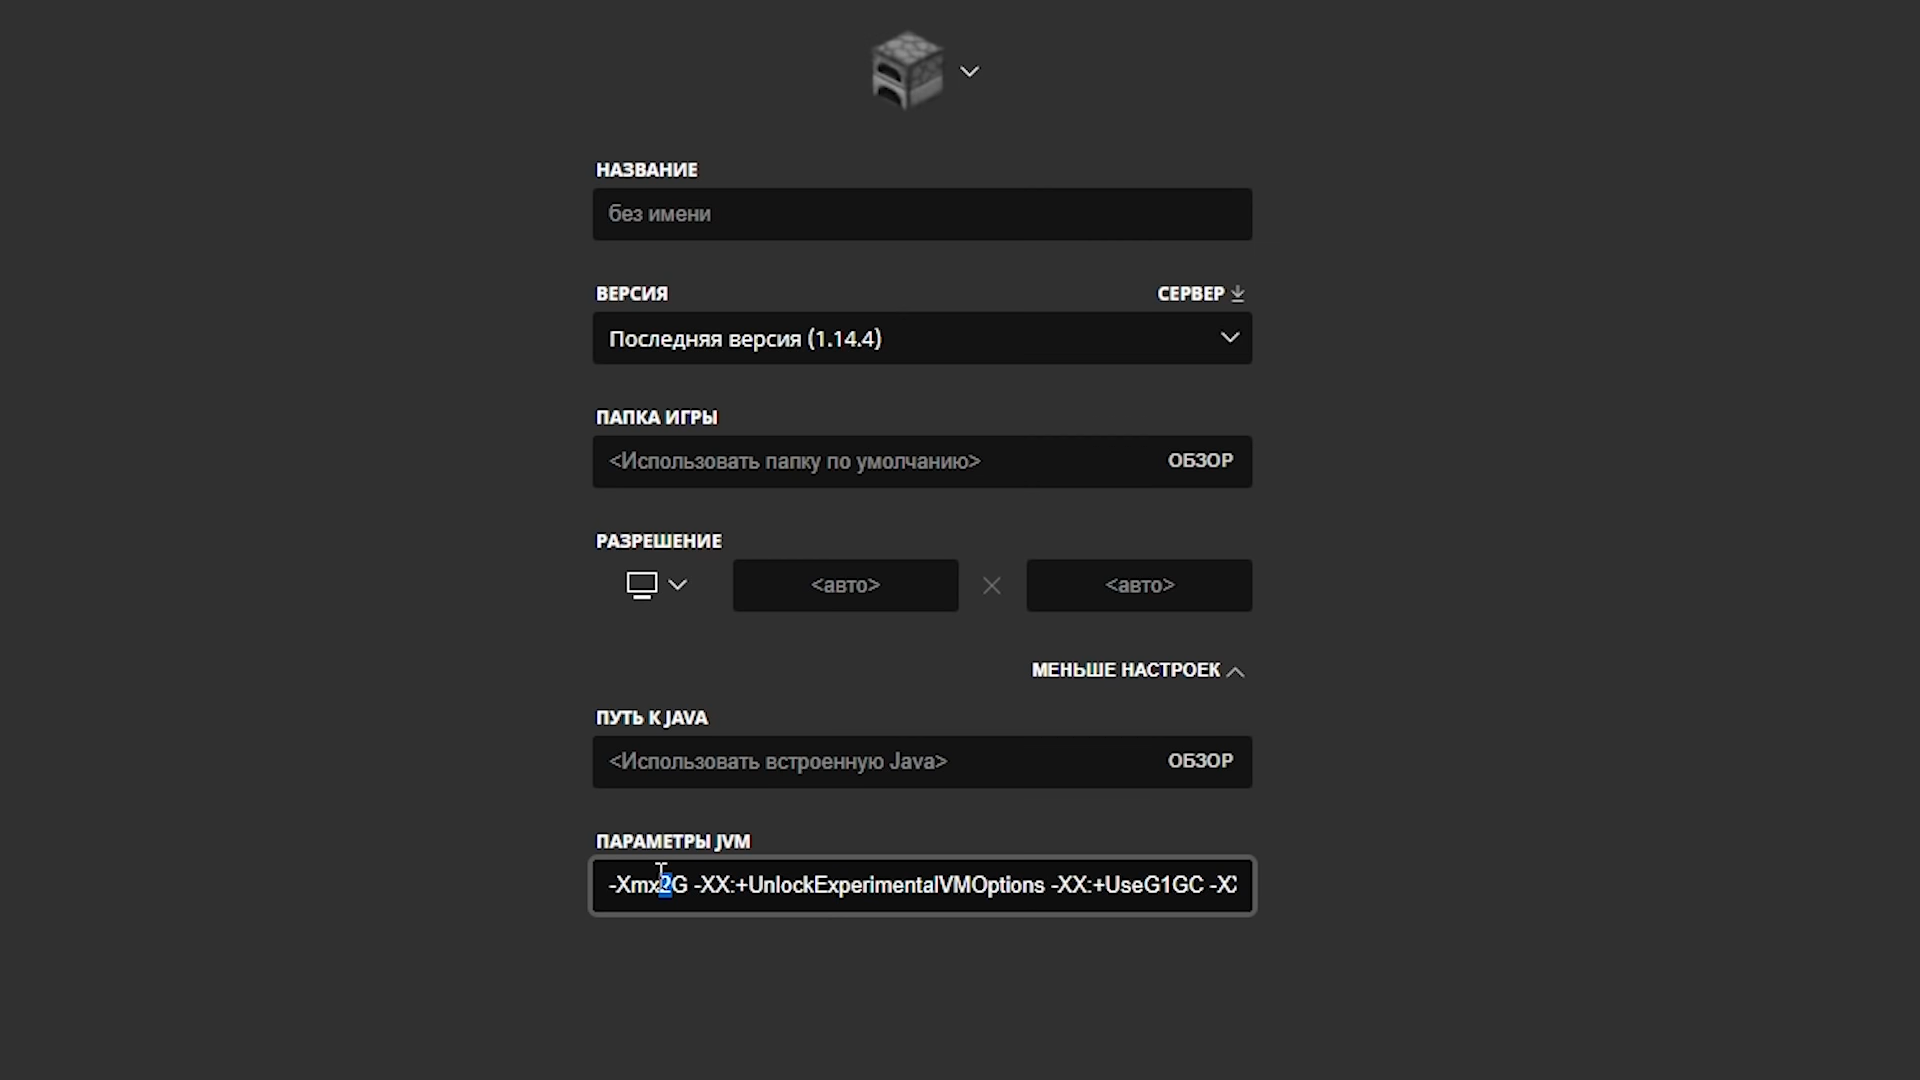 НАЗВАНИЕ
без имени
ВЕРСИЯ
СЕРВЕР
Последняя версия (1.14.4)
ПАПКА ИГРЫ
<Использовать папку по умолчанию>
ОБЗОР
РАЗРЕШЕНИЕ
<авто>
<авто>
МЕНЬШЕ НАСТРОЕК
ПУТЬ К JAVA
<Использовать встроенную Java>
ОБЗОР
ПАРАМЕТРЫ JVM
-Xmx2G -XX:+UnlockExperimentalVMOptions -XX:+UseG1GC